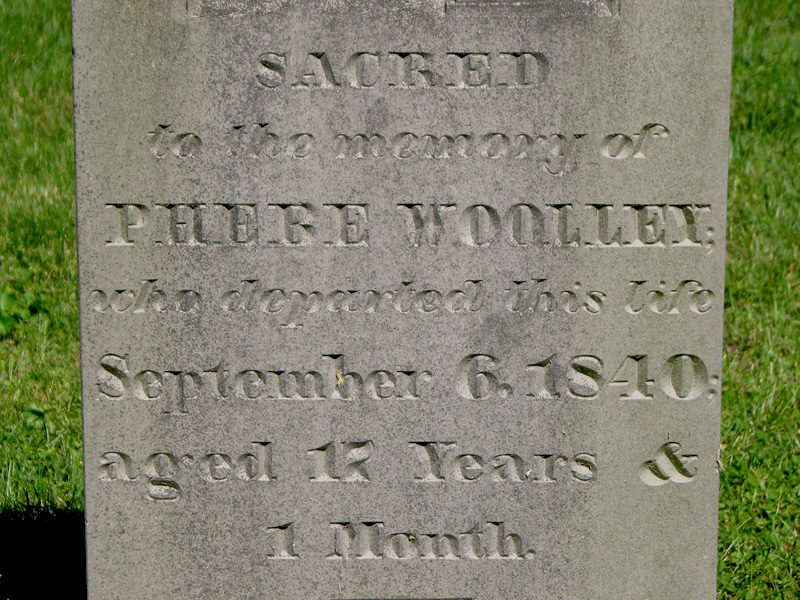 SACRED
to the memory of
PHEBE WOOLLEY;
who departed this life
September 6. 1840;
aged 17 Years &
1 Month.